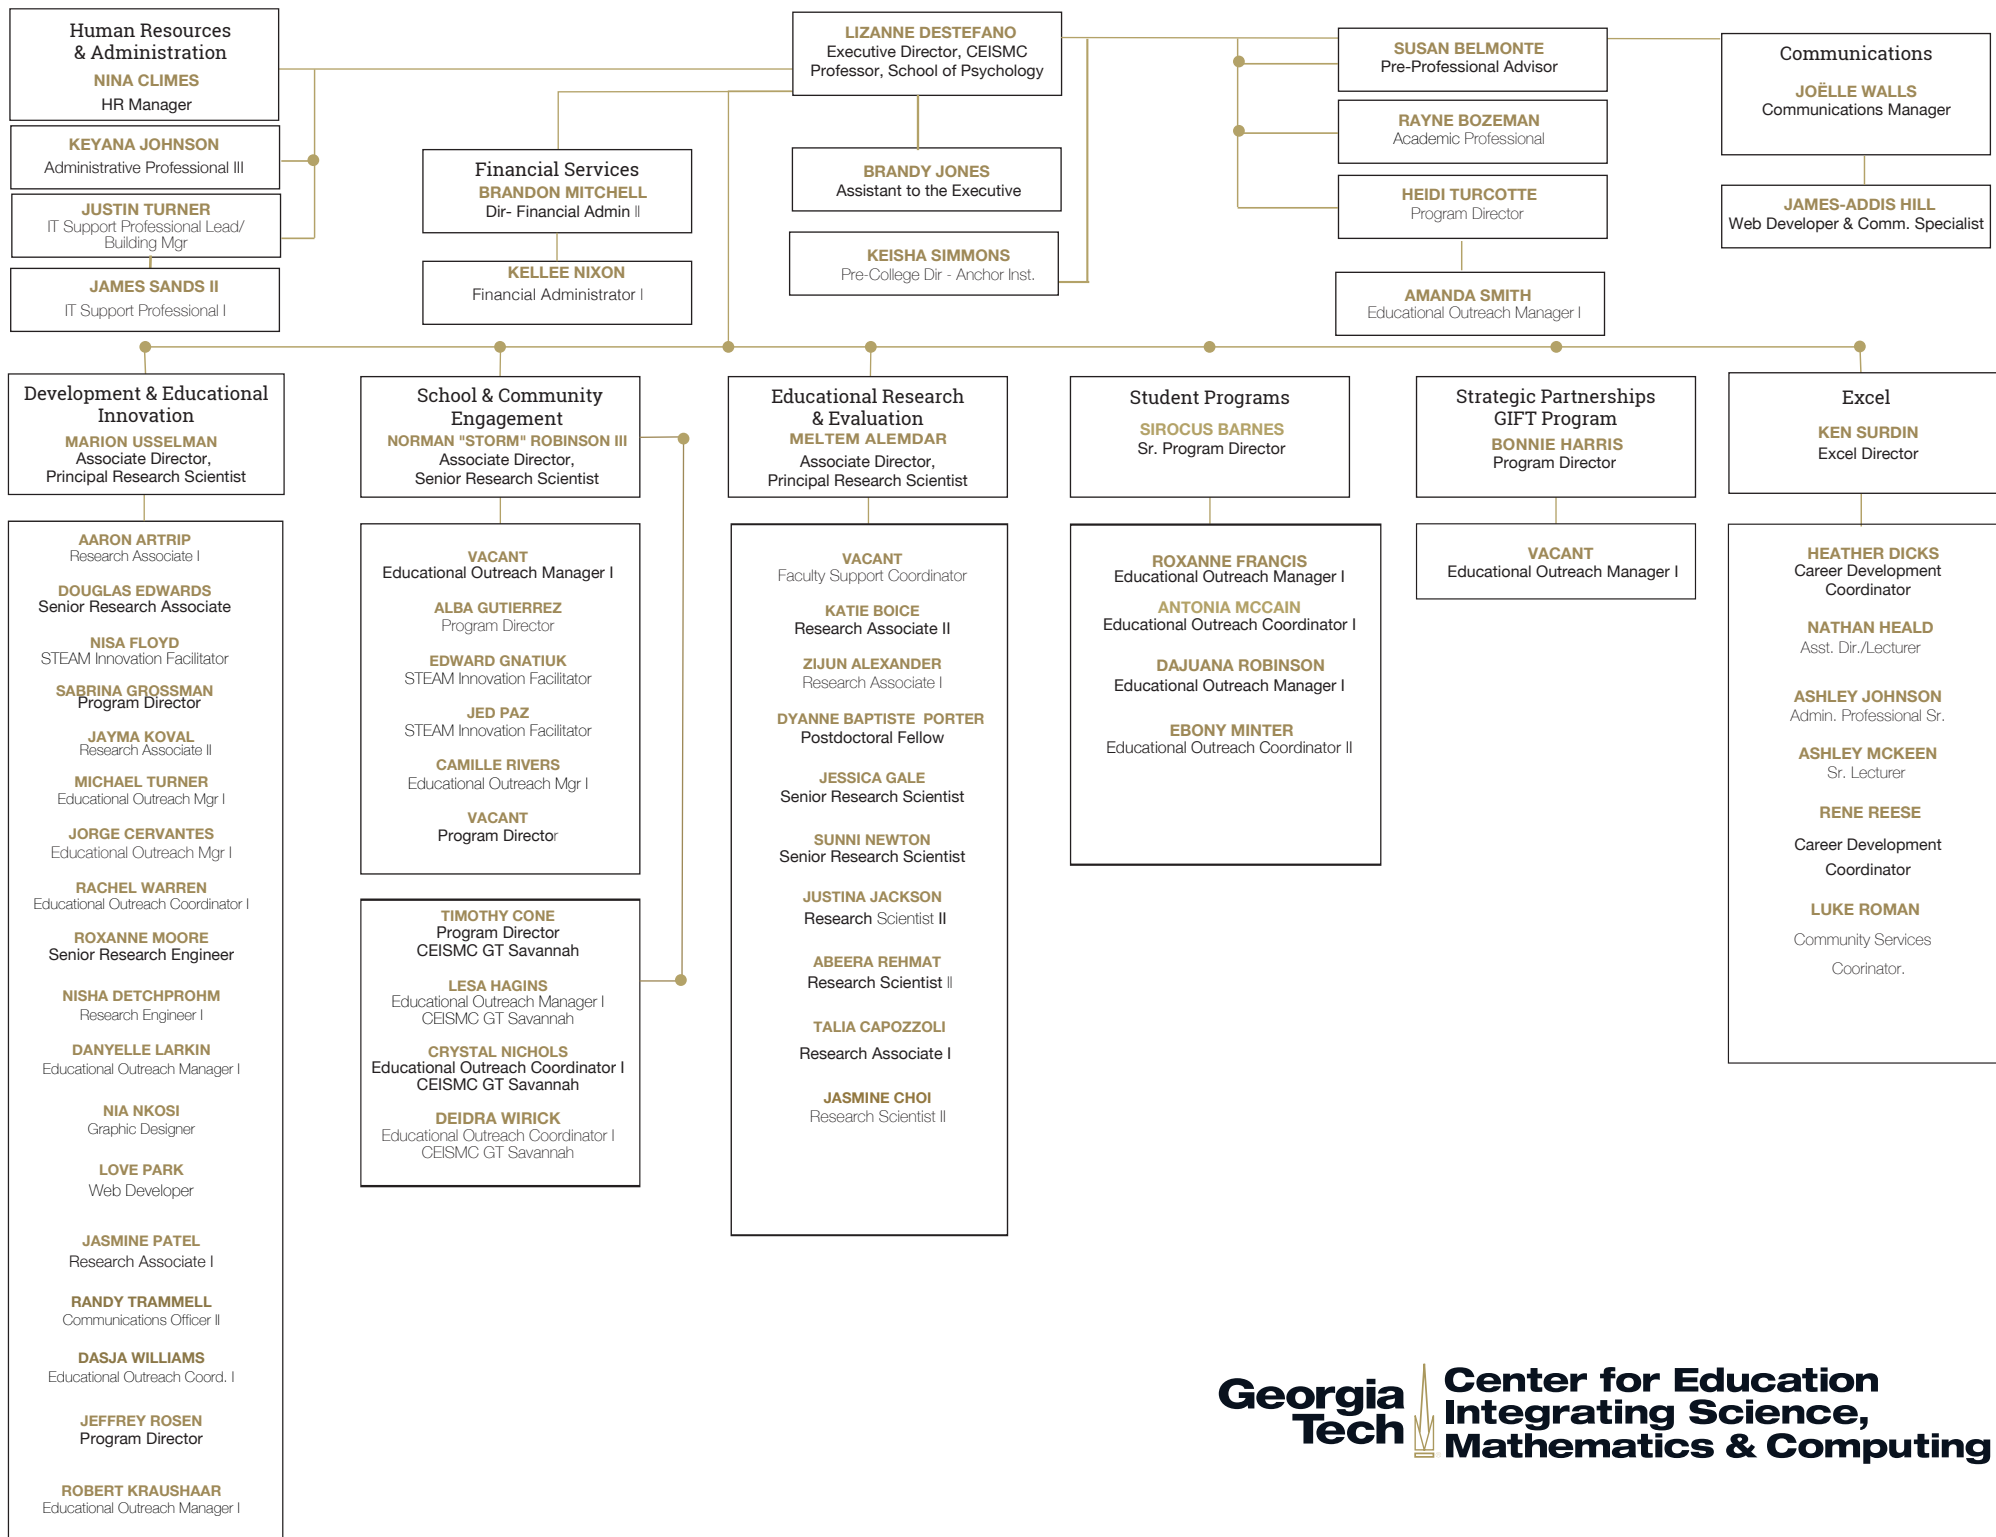 Human Resources
& Administration
NINA CLIMES
HR Manager
KEYANA JOHNSON
Administrative Professional III
JUSTIN TURNER
IT Support Professional Lead/
Building Mgr
JAMES SANDS II
IT Support Professional I
Financial Services
BRANDON MITCHELL
Dir- Financial Admin II
KELLEE NIXON
Financial Administrator I
LIZANNE DESTEFANO
Executive Director, CEISMC
Professor, School of Psychology
BRANDY JONES
Assistant to the Executive
KEISHA SIMMONS
Pre-College Dir - Anchor Inst.
SUSAN BELMONTE
Pre-Professional Advisor
RAYNE BOZEMAN
Academic Professional
HEIDI TURCOTTE
Program Director
AMANDA SMITH
Educational Outreach Manager I
Communications
JOËLLE WALLS
Communications Manager
JAMES-ADDIS HILL
Web Developer & Comm. Specialist
Development & Educational
Innovation
MARION USSELMAN
Associate Director,
Principal Research Scientist
AARON ARTRIP
Research Associate I
DOUGLAS EDWARDS
Senior Research Associate
NISA FLOYD
STEAM Innovation Facilitator
SABRINA GROSSMAN
Program Director
JAYMA KOVAL
Research Associate II
MICHAEL TURNER
Educational Outreach Mgr I
JORGE CERVANTES
Educational Outreach Mgr I
RACHEL WARREN
Educational Outreach Coordinator I
ROXANNE MOORE
Senior Research Engineer
NISHA DETCHPROHM
Research Engineer I
DANYELLE LARKIN
Educational Outreach Manager I
NIA NKOSI
Graphic Designer
LOVE PARK
Web Developer
JASMINE PATEL
Research Associate I
RANDY TRAMMELL
Communications Officer II
DASJA WILLIAMS
Educational Outreach Coord. I
JEFFREY ROSEN
Program Director
ROBERT KRAUSHAAR
Educational Outreach Manager I
School & Community
Engagement
NORMAN "STORM" ROBINSON III
Associate Director,
Senior Research Scientist
VACANT
Educational Outreach Manager I
ALBA GUTIERREZ
Program Director
EDWARD GNATIUK
STEAM Innovation Facilitator
JED PAZ
STEAM Innovation Facilitator
CAMILLE RIVERS
Educational Outreach Mgr I
VACANT
Program Director
TIMOTHY CONE
Program Director
CEISMC GT Savannah
LESA HAGINS
Educational Outreach Manager I
CEISMC GT Savannah
CRYSTAL NICHOLS
Educational Outreach Coordinator I
CEISMC GT Savannah
DEIDRA WIRICK
Educational Outreach Coordinator I
CEISMC GT Savannah
Educational Research
& Evaluation
MELTEM ALEMDAR
Associate Director,
Principal Research Scientist
VACANT
Faculty Support Coordinator
KATIE BOICE
Research Associate II
ZIJUN ALEXANDER
Research Associate I
DYANNE BAPTISTE PORTER
Postdoctoral Fellow
JESSICA GALE
Senior Research Scientist
SUNNI NEWTON
Senior Research Scientist
JUSTINA JACKSON
Research Scientist II
ABEERA REHMAT
Research Scientist II
TALIA CAPOZZOLI
Research Associate I
JASMINE CHOI
Research Scientist II
Student Programs
SIROCUS BARNES
Sr. Program Director
ROXANNE FRANCIS
Educational Outreach Manager I
ANTONIA MCCAIN
Educational Outreach Coordinator I
DAJUANA ROBINSON
Educational Outreach Manager I
EBONY MINTER
Educational Outreach Coordinator II
Strategic Partnerships
GIFT Program
BONNIE HARRIS
Program Director
VACANT
Educational Outreach Manager I
Excel
KEN SURDIN
Excel Director
HEATHER DICKS
Career Development
Coordinator
NATHAN HEALD
Asst. Dir./Lecturer
ASHLEY JOHNSON
Admin. Professional Sr.
ASHLEY MCKEEN
Sr. Lecturer
RENE REESE
Career Development
Coordinator
LUKE ROMAN
Community Services
Coorinator.
Georgia
Tech
Center for Education
Integrating Science,
Mathematics & Computing